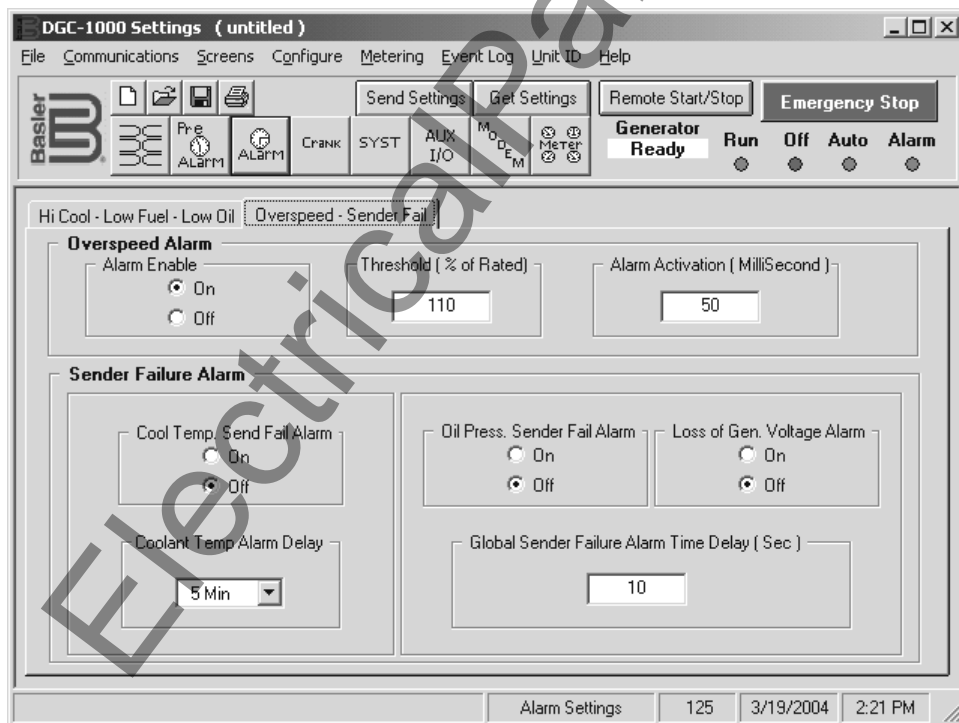 DGC-1000 Settings ( untitled )
File Communications Screens Configure Metering Event Log Unit ID Help
Basler
Send Settings Get Settings Remote Start/Stop Emergency Stop
Pre ALARM ALARM CRANK SYST AUX I/O MODEM METER
Generator Ready Run Off Auto Alarm
Hi Cool - Low Fuel - Low Oil Overspeed - Sender Fail
Overspeed Alarm
Alarm Enable Threshold ( % of Rated) Alarm Activation ( MilliSecond )
On
110 50
Off
Sender Failure Alarm
Cool Temp. Send Fail Alarm Oil Press. Sender Fail Alarm Loss of Gen. Voltage Alarm
On On On
Off Off Off
Coolant Temp Alarm Delay Global Sender Failure Alarm Time Delay ( Sec )
5 Min 10
Alarm Settings 125 3/19/2004 2:21 PM
ElectricalPa